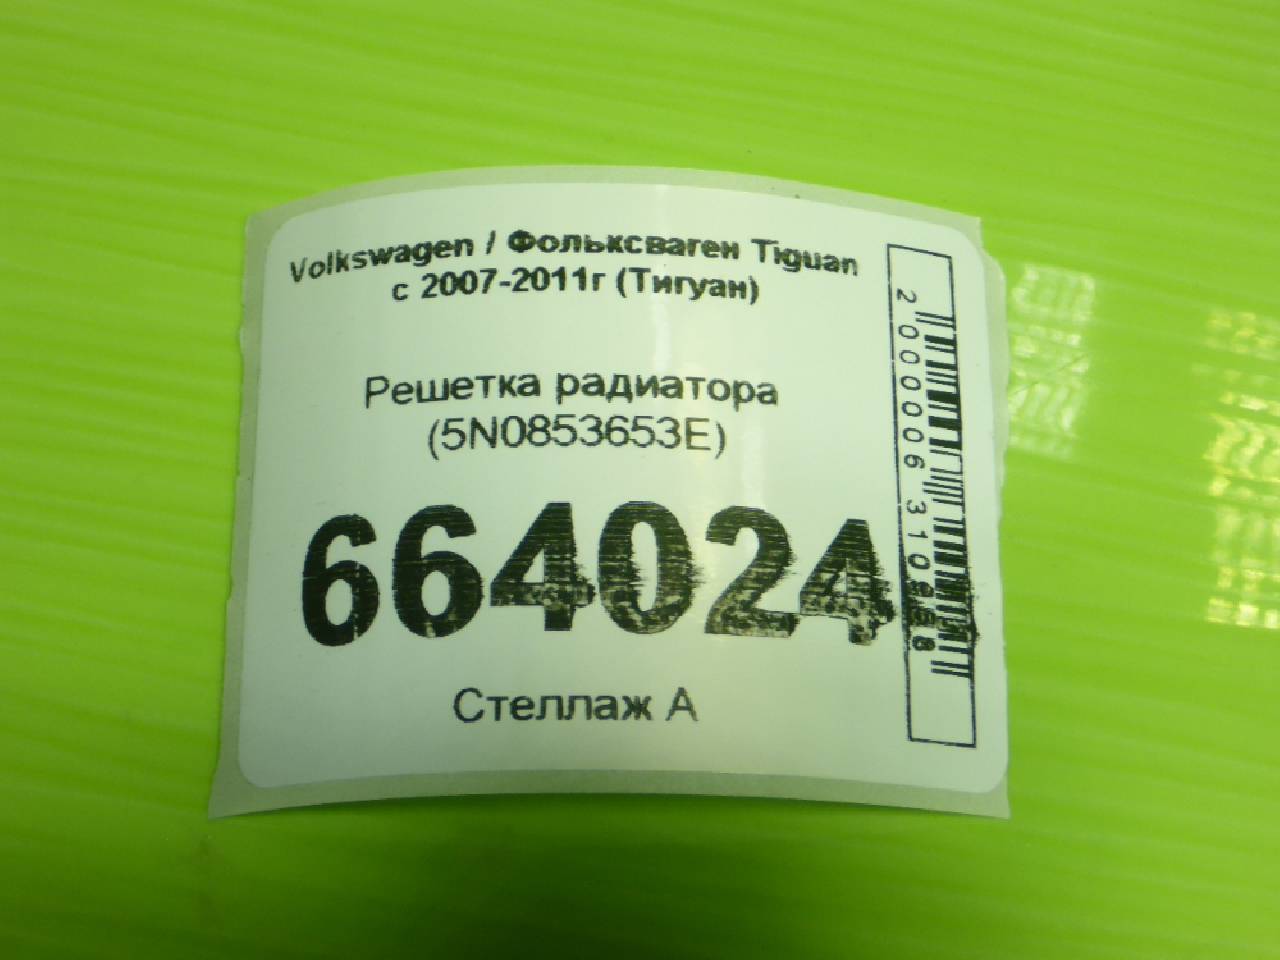 Volkswagen / Фольксваген Tiguan
с 2007-2011г (Тигуан)
Решетка радиатора
(5N0853653E)
664024
Стеллаж А